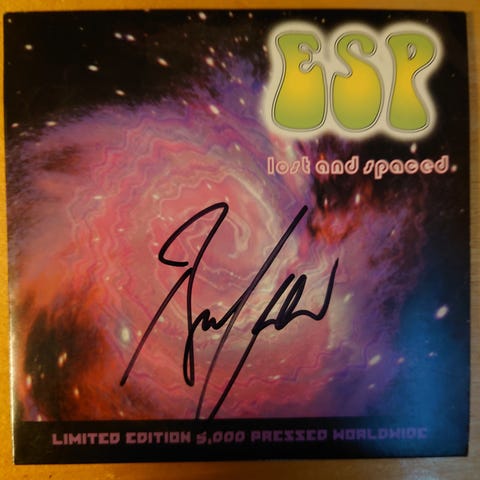 ESP
lost and spaced
LIMITED EDITION 5,000 PRESSED WORLDWIDE